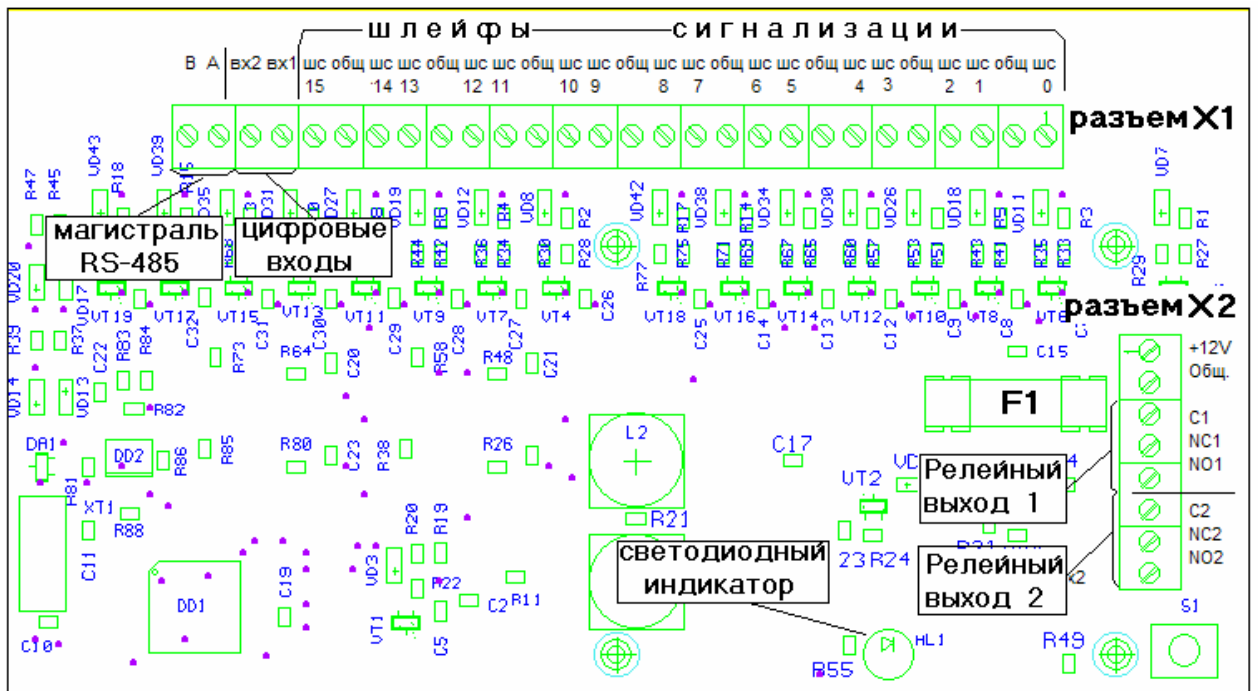 шлейфы сигнализации
B A вх2 вх1 шс общ шс шс общ шс шс общ шс шс общ шс шс общ шс шс общ шс шс общ шс шс общ шс
15 14 13 12 11 10 9 8 7 6 5 4 3 2 1 0
1
разъем X1
R47 R45 VD43 R18 VD39 R15 VD35 VD31 VD27 VD19 R6 VD12 R4 VD8 R2 VD42 R17 VD38 R14 VD34 VD30 VD26 VD18 R5 VD11 R3 VD7 R1
магистраль
RS-485
цифровые
входы
R68 R44 R42 R36 R34 R30 R28 R77 R75 R71 R69 R67 R65 R60 R57 R53 R51 R43 R41 R35 R33 R29 R27
VD20 VD17 VT19 VT17 C32 VT15 C31 VT13 C30 VT11 C29 VT9 C28 VT7 C27 VT4 C26 VT18 C25 VT16 C14 VT14 C13 VT12 C12 VT10 C9 VT8 C8 VT6
разъем X2
R39 R37 C22 R83 R84 R73 R64 C20 R58 R48 C21 C15
+12V
Общ.
VD14 VD13 R82 F1
C1
NC1
NO1
DA1 DD2 R86 R85 R80 C23 R38 R26 L2 C17
R81 VT2
Релейный
выход 1
C2
NC2
NO2
XT1 R88 R21
C11 R20 R19 23 R24
светодиодный
индикатор
Релейный
выход 2
VD3 R22 C2 R11
DD1 C19 VT1 C5 S1
C10 R55 HL1 R49